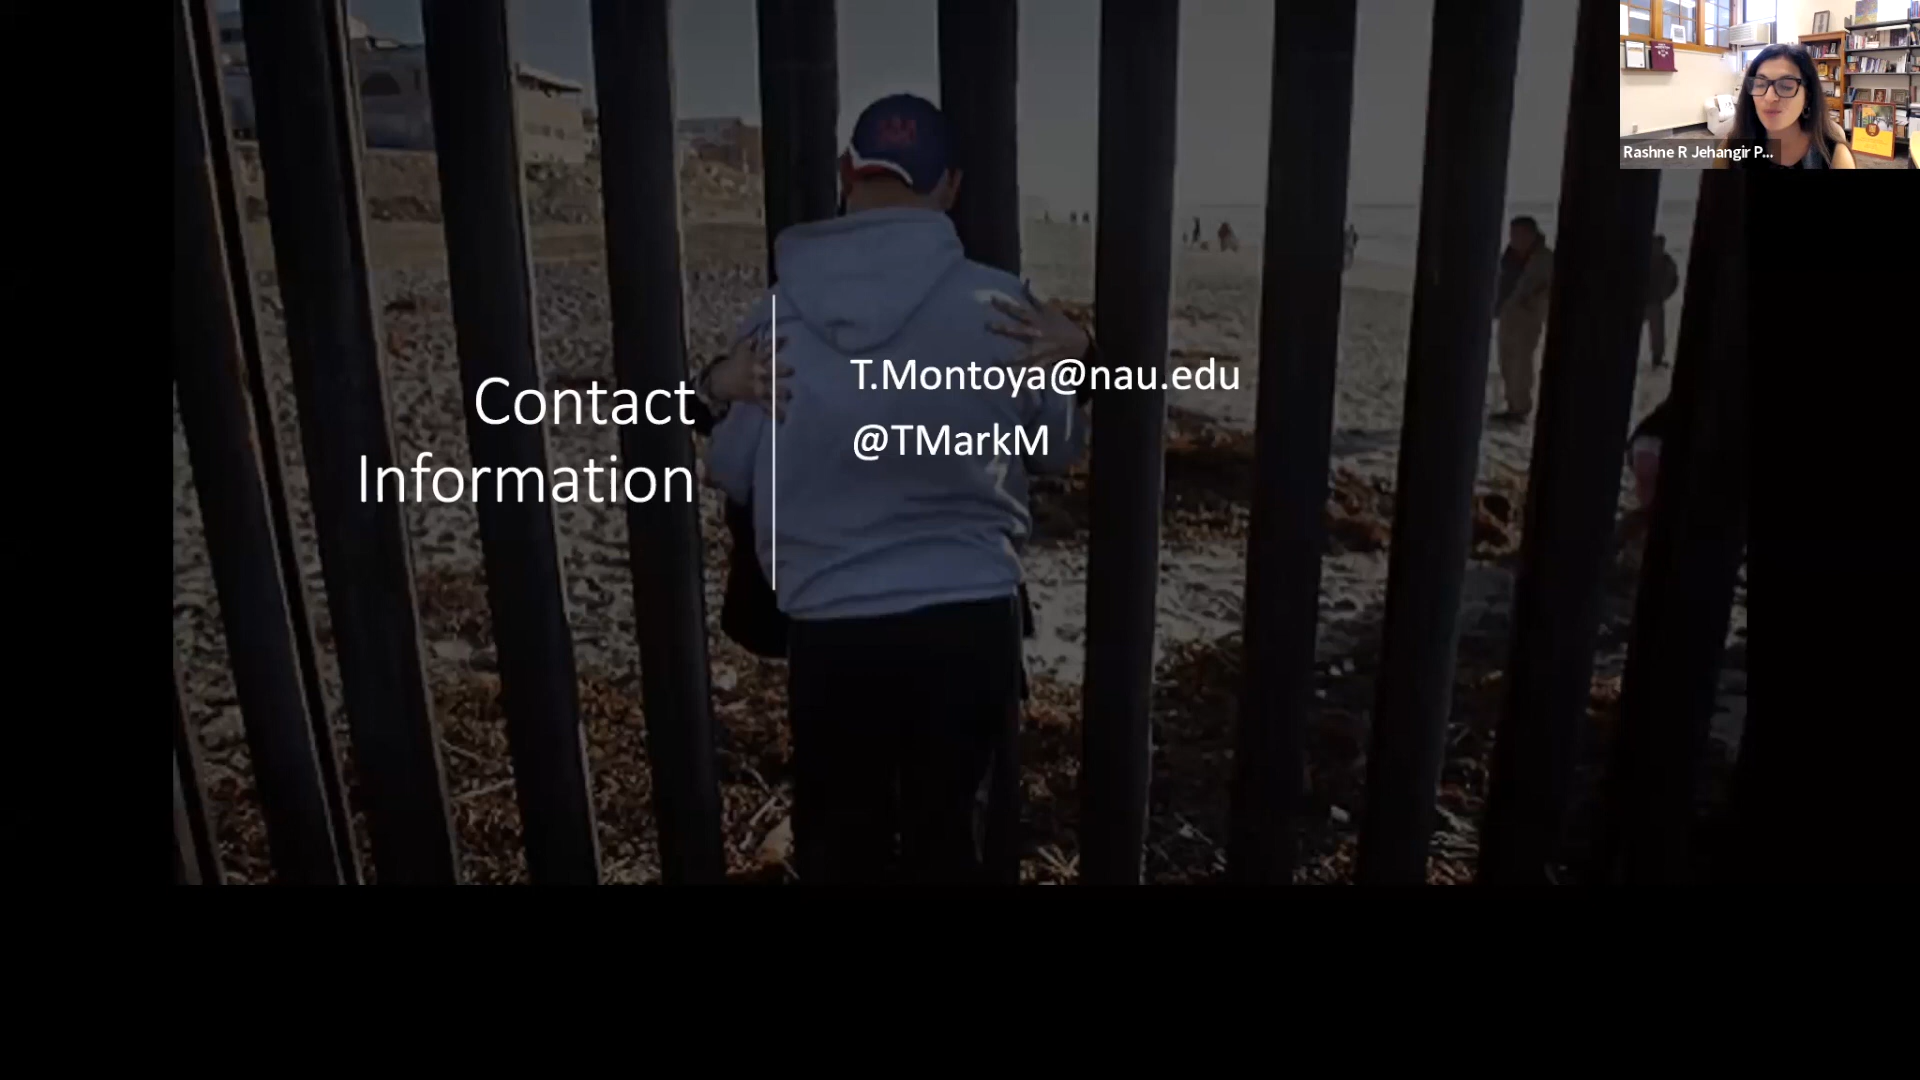 Contact
Information
T.Montoya@nau.edu
@TMarkM
Rashne R Jehangir P...